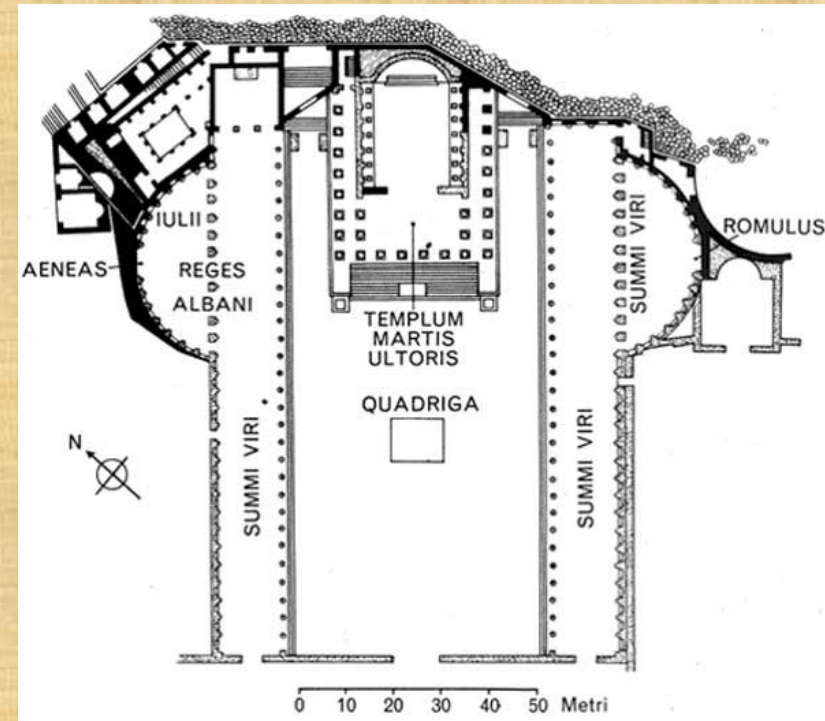 IULII
AENEAS
REGES
ALBANI
SUMMI VIRI
ROMULUS
TEMPLUM
MARTIS
ULTORIS
QUADRIGA
N
SUMMI VIRI
SUMMI VIRI
0 10 20 30 40 50 Metri